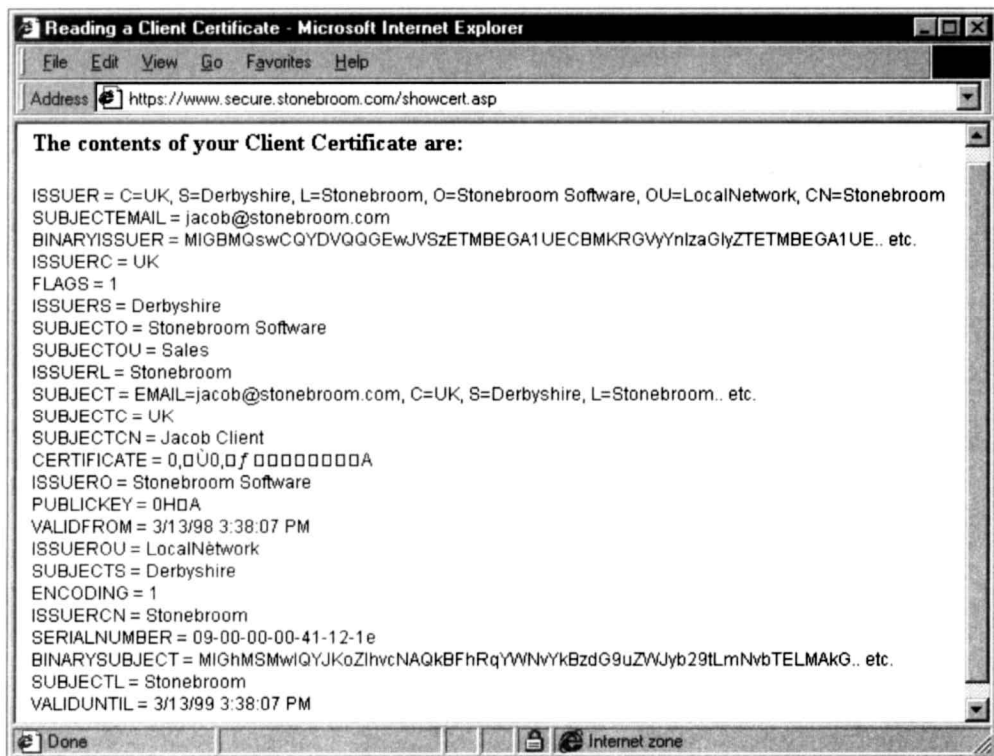 Reading a Client Certificate - Microsoft Internet Explorer
File Edit View Go Favorites Help
Address https://www.secure.stonebroom.com/showcert.asp
The contents of your Client Certificate are:
ISSUER = C=UK, S=Derbyshire, L=Stonebroom, O=Stonebroom Software, OU=LocalNetwork, CN=Stonebroom
SUBJECTEMAIL = jacob@stonebroom.com
BINARYISSUER = MIGBMQswCQYDVQQGEwJVSzETMBEGA1UECBMKRGVyYnlzaGlyZTETMBEGA1UE.. etc.
ISSUERC = UK
FLAGS = 1
ISSUERS = Derbyshire
SUBJECTO = Stonebroom Software
SUBJECTOU = Sales
ISSUERL = Stonebroom
SUBJECT = EMAIL=jacob@stonebroom.com, C=UK, S=Derbyshire, L=Stonebroom.. etc.
SUBJECTC = UK
SUBJECTCN = Jacob Client
CERTIFICATE = 0,□Ù0,□ƒ □□□□□□□□□A
ISSUERO = Stonebroom Software
PUBLICKEY = 0H□A
VALIDFROM = 3/13/98 3:38:07 PM
ISSUEROU = LocalNetwork
SUBJECTS = Derbyshire
ENCODING = 1
ISSUERCN = Stonebroom
SERIALNUMBER = 09-00-00-00-41-12-1e
BINARYSUBJECT = MIGhMSMwIQYJKoZIhvcNAQkBFhRqYWNvYkBzdG9uZWJyb29tLmNvbTELMAkG.. etc.
SUBJECTL = Stonebroom
VALIDUNTIL = 3/13/99 3:38:07 PM
Done Internet zone